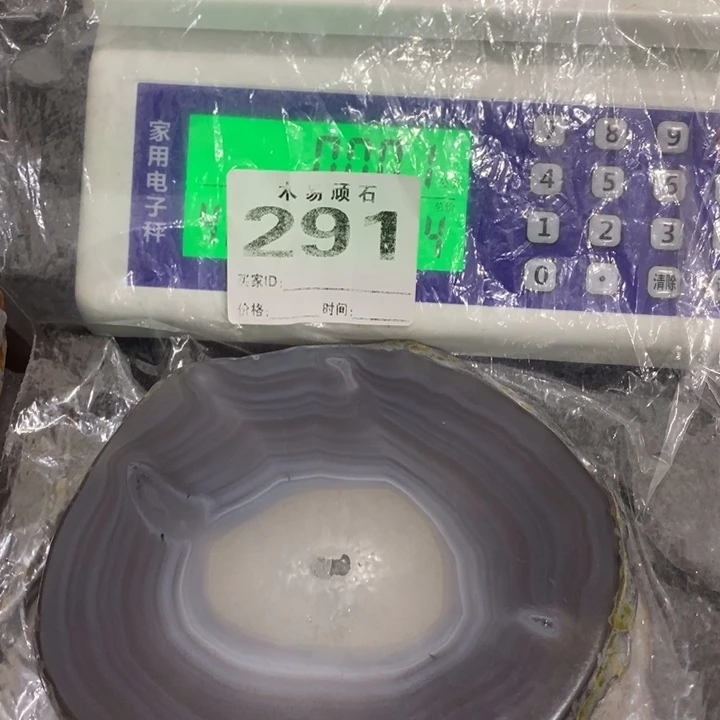 家用电子秤
木易顽石
291
买家ID:
价格: 时间:
8 9
4 5 6
1 2 3
0 . 清除